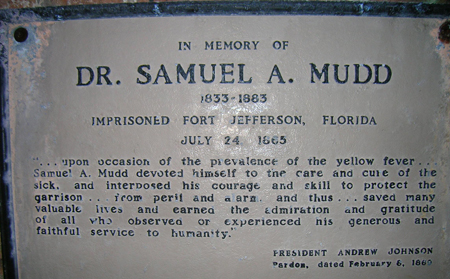 IN MEMORY OF
DR. SAMUEL A. MUDD
1833-1883
IMPRISONED FORT JEFFERSON, FLORIDA
JULY 24 1865
"...upon occasion of the prevalence of the yellow fever...
Samuel A. Mudd devoted himself to the care and cure of the
sick, and interposed his courage and skill to protect the
garrison... from peril and alarm, and thus... saved many
valuable lives and earned the admiration and gratitude
of all who observed or experienced his generous and
faithful service to humanity."
PRESIDENT ANDREW JOHNSON
Pardon, dated February 8, 1869